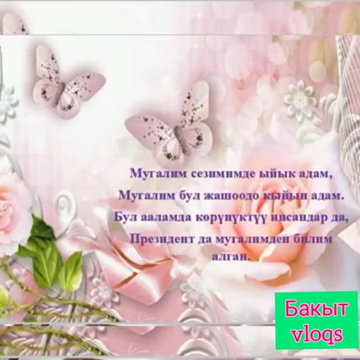 Мугалим сезимимде ыйык адам,
Мугалим бул жашоодо кыйын адам.
Бул ааламда көрүнүктүү инсандар да,
Президент да мугалимден билим
алган.
Бакыт
vloqs